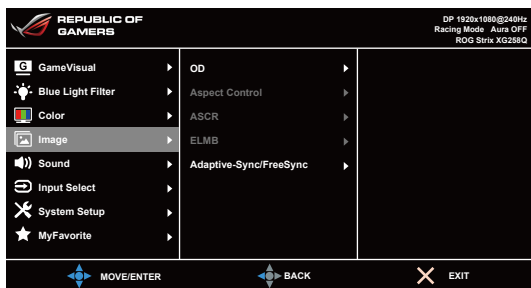 REPUBLIC OF
GAMERS
DP 1920x1080@240Hz
Racing Mode Aura OFF
ROG Strix XG258Q
G GameVisual
Blue Light Filter
Color
Image
Sound
Input Select
System Setup
MyFavorite
OD
Aspect Control
ASCR
ELMB
Adaptive-Sync/FreeSync
MOVE/ENTER
BACK
EXIT